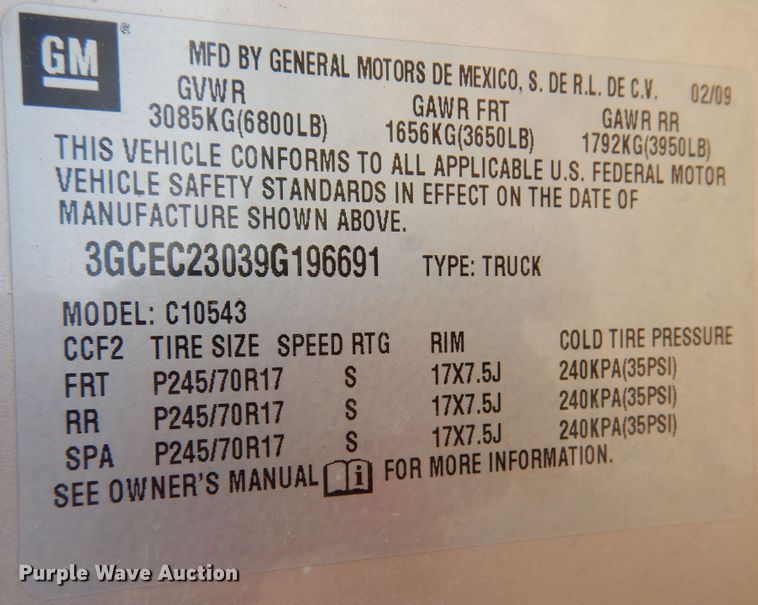 GM®
MFD BY GENERAL MOTORS DE MEXICO, S. DE R.L. DE C.V. 02/09
GVWR GAWR FRT GAWR RR
3085KG(6800LB) 1656KG(3650LB) 1792KG(3950LB)
THIS VEHICLE CONFORMS TO ALL APPLICABLE U.S. FEDERAL MOTOR
VEHICLE SAFETY STANDARDS IN EFFECT ON THE DATE OF
MANUFACTURE SHOWN ABOVE.
3GCEC23039G196691 TYPE: TRUCK
MODEL: C10543
CCF2 TIRE SIZE SPEED RTG RIM COLD TIRE PRESSURE
FRT P245/70R17 S 17X7.5J 240KPA(35PSI)
RR P245/70R17 S 17X7.5J 240KPA(35PSI)
SPA P245/70R17 S 17X7.5J 240KPA(35PSI)
SEE OWNER'S MANUAL i FOR MORE INFORMATION.
Purple Wave Auction